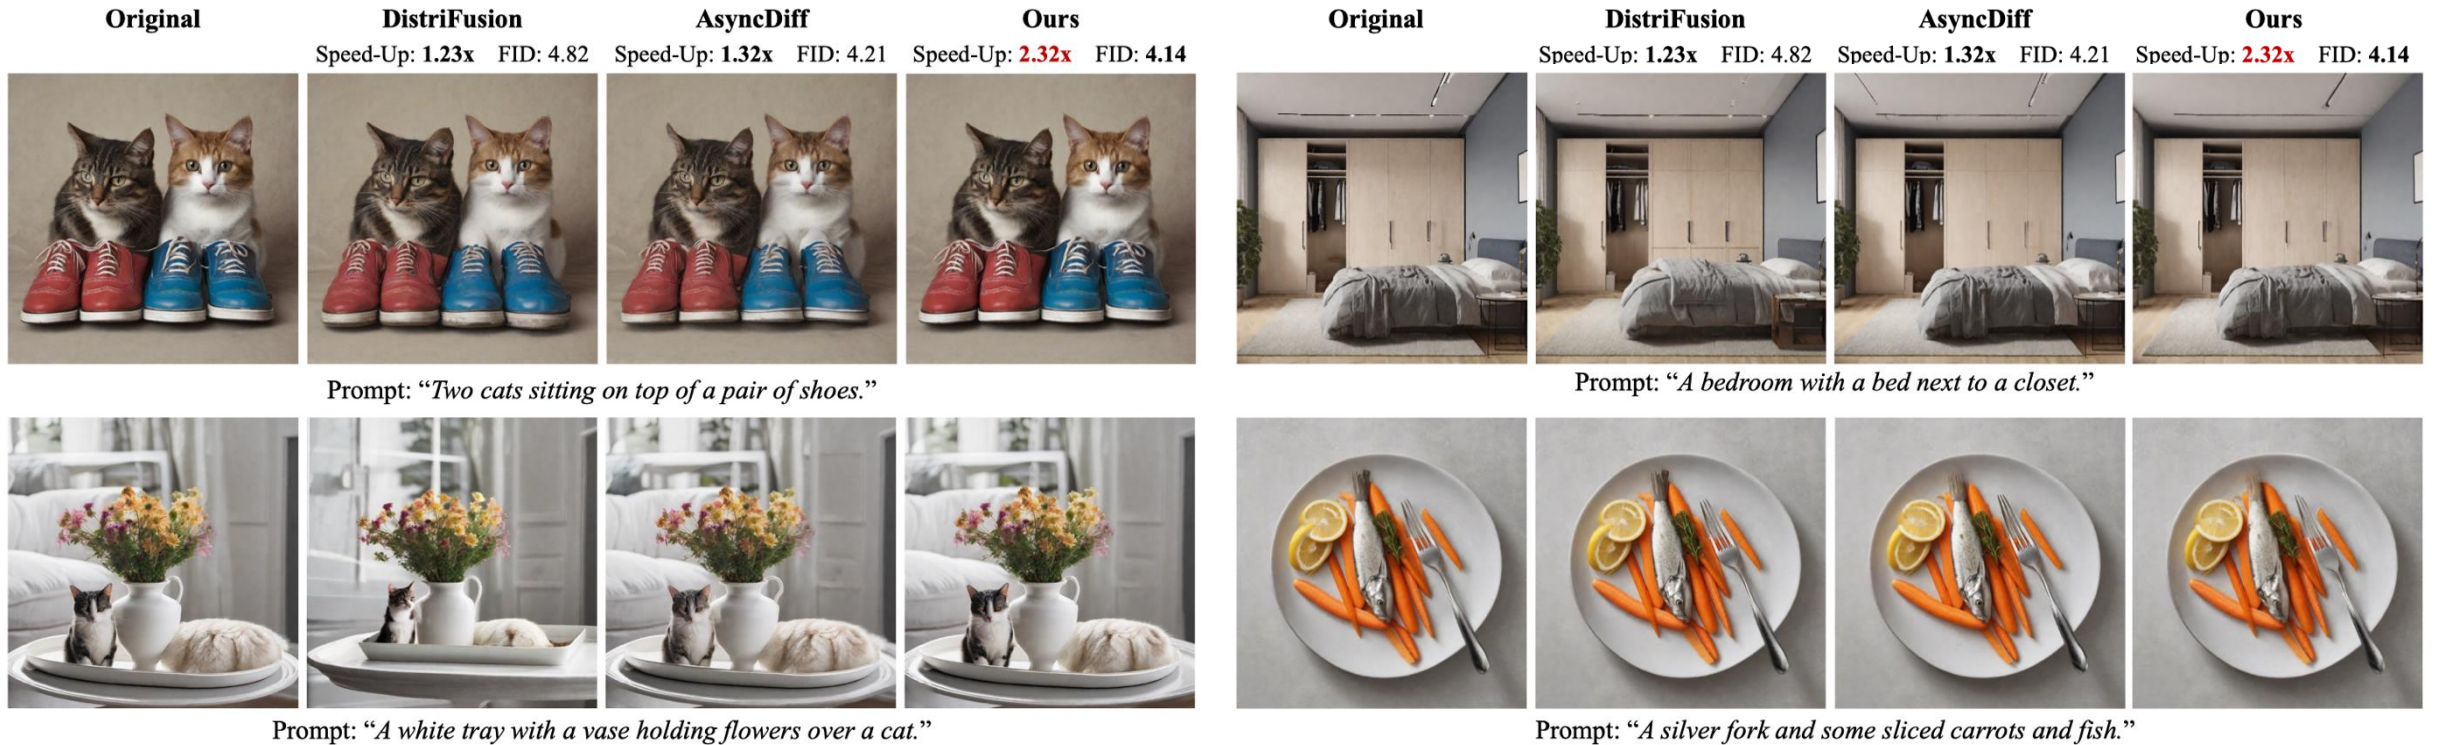 Original DistriFusion AsyncDiff Ours
Speed-Up: 1.23x FID: 4.82 Speed-Up: 1.32x FID: 4.21 Speed-Up: 2.32x FID: 4.14
Prompt: “Two cats sitting on top of a pair of shoes.”
Prompt: “A white tray with a vase holding flowers over a cat.”
Original DistriFusion AsyncDiff Ours
Speed-Up: 1.23x FID: 4.82 Speed-Up: 1.32x FID: 4.21 Speed-Up: 2.32x FID: 4.14
Prompt: “A bedroom with a bed next to a closet.”
Prompt: “A silver fork and some sliced carrots and fish.”